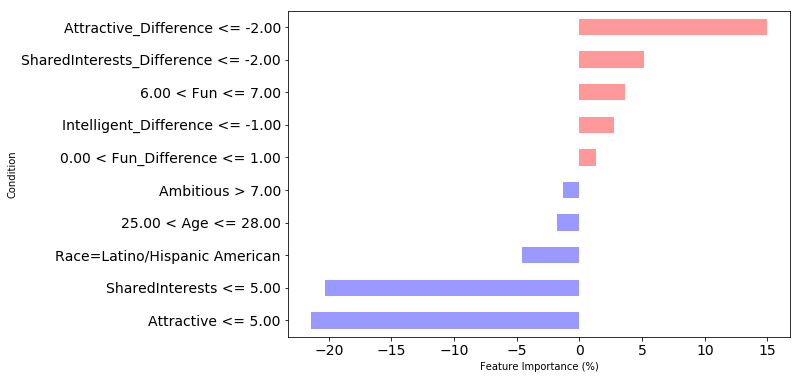 Attractive_Difference <= -2.00
SharedInterests_Difference <= -2.00
6.00 < Fun <= 7.00
Intelligent_Difference <= -1.00
0.00 < Fun_Difference <= 1.00
Ambitious > 7.00
25.00 < Age <= 28.00
Race=Latino/Hispanic American
SharedInterests <= 5.00
Attractive <= 5.00
Condition
−20 −15 −10 −5 0 5 10 15
Feature Importance (%)